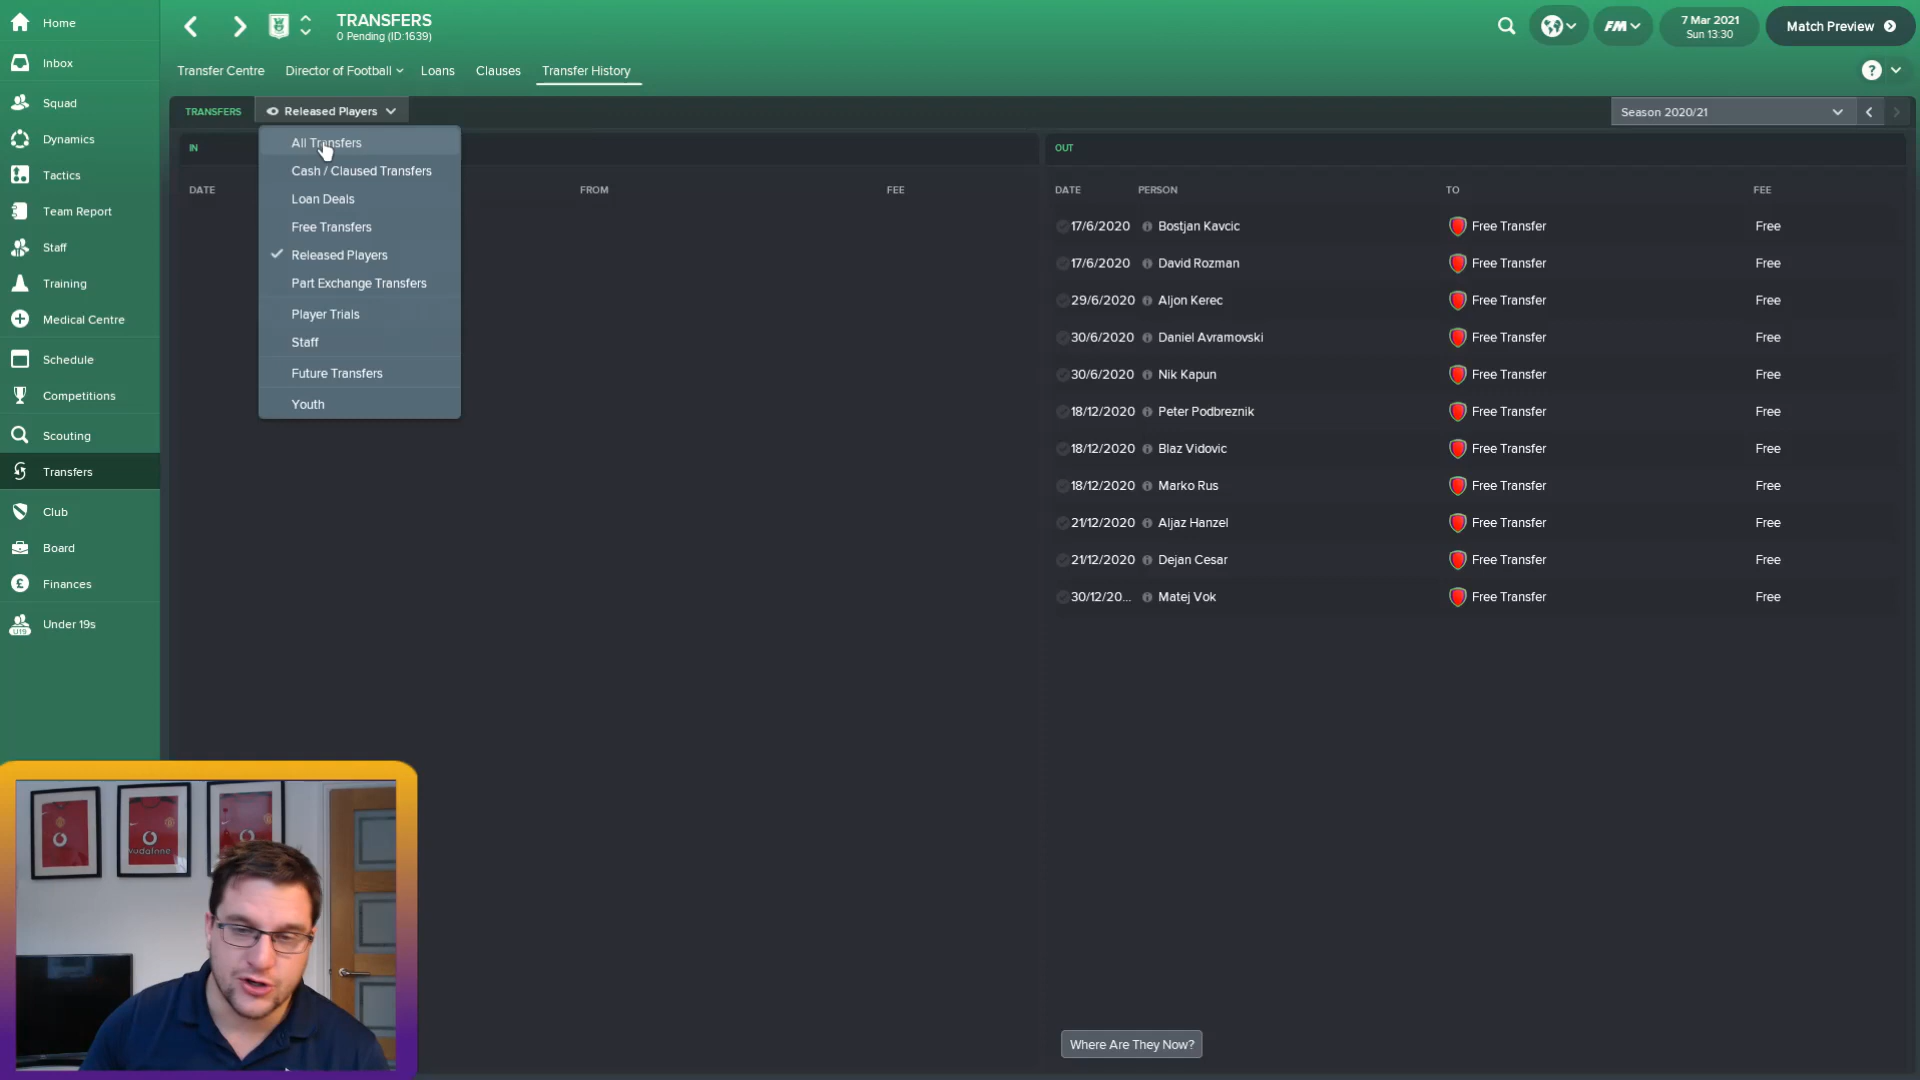 Home
Inbox
Squad
Dynamics
Tactics
Team Report
Staff
Training
Medical Centre
Schedule
Competitions
Scouting
Transfers
Club
Board
Finances
U19
Under 19s
TRANSFERS
0 Pending (ID:1639)
FM
7 Mar 2021
Sun 13:30
Match Preview
Transfer Centre
Director of Football
Loans
Clauses
Transfer History
?
TRANSFERS
Released Players
Season 2020/21
All Transfers
Cash / Claused Transfers
Loan Deals
Free Transfers
Released Players
Part Exchange Transfers
Player Trials
Staff
Future Transfers
Youth
IN
DATE FROM FEE
OUT
DATE PERSON TO FEE
17/6/2020 Bostjan Kavcic Free Transfer Free
17/6/2020 David Rozman Free Transfer Free
29/6/2020 Aljon Kerec Free Transfer Free
30/6/2020 Daniel Avramovski Free Transfer Free
30/6/2020 Nik Kapun Free Transfer Free
18/12/2020 Peter Podbreznik Free Transfer Free
18/12/2020 Blaz Vidovic Free Transfer Free
18/12/2020 Marko Rus Free Transfer Free
21/12/2020 Aljaz Hanzel Free Transfer Free
21/12/2020 Dejan Cesar Free Transfer Free
30/12/20... Matej Vok Free Transfer Free
Where Are They Now?
vodafone